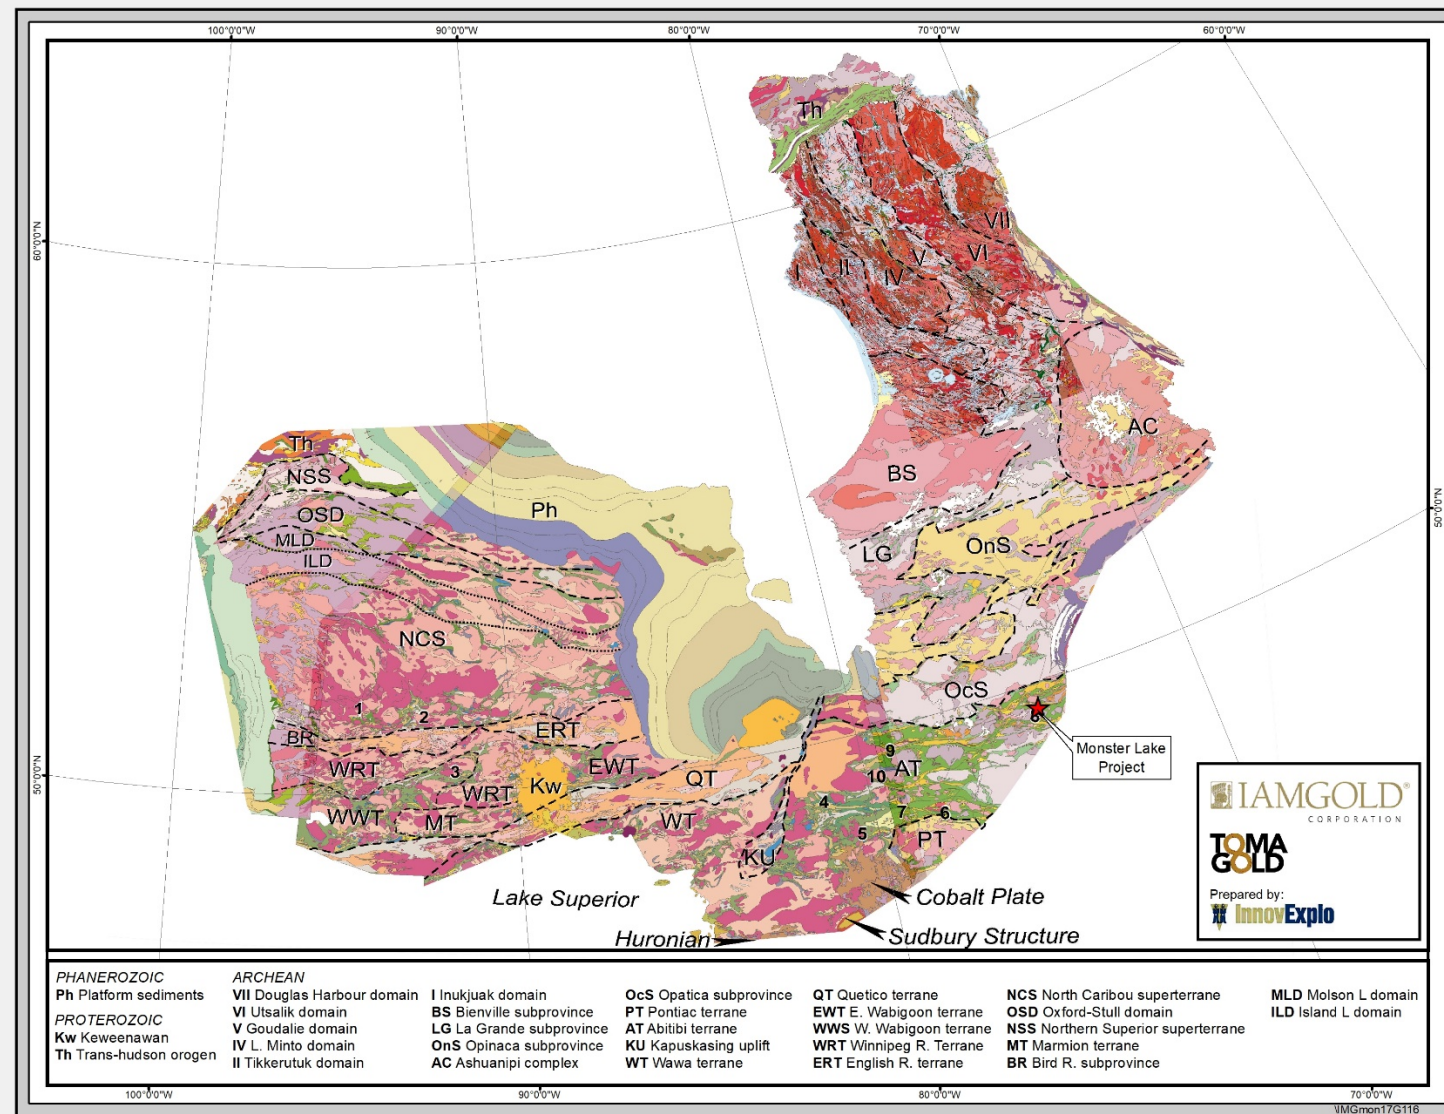 100°0'0"W 90°0'0"W 80°0'0"W 70°0'0"W 60°0'0"W
60°0'0"N
50°0'0"N
50°0'0"N
Th
VII
VI
V
IV
II
I
AC
BS
LG
OnS
OcS
Th
NSS
OSD
MLD
ILD
Ph
NCS
1
2
BR
ERT
WRT
3
WRT
Kw
EWT
QT
WWT
MT
WT
KU
8
9
AT
10
4
7
6
5
PT
Monster Lake
Project
Lake Superior
Cobalt Plate
Huronian
Sudbury Structure
IAMGOLD®
CORPORATION
TOMA
GOLD
Prepared by:
InnovExplo
PHANEROZOIC
Ph Platform sediments
PROTEROZOIC
Kw Keweenawan
Th Trans-hudson orogen
ARCHEAN
VII Douglas Harbour domain
VI Utsalik domain
V Goudalie domain
IV L. Minto domain
II Tikkerutuk domain
I Inukjuak domain
BS Bienville subprovince
LG La Grande subprovince
OnS Opinaca subprovince
AC Ashuanipi complex
OcS Opatica subprovince
PT Pontiac terrane
AT Abitibi terrane
KU Kapuskasing uplift
WT Wawa terrane
QT Quetico terrane
EWT E. Wabigoon terrane
WWS W. Wabigoon terrane
WRT Winnipeg R. Terrane
ERT English R. terrane
NCS North Caribou superterrane
OSD Oxford-Stull domain
NSS Northern Superior superterrane
MT Marmion terrane
BR Bird R. subprovince
MLD Molson L domain
ILD Island L domain
100°0'0"W 90°0'0"W 80°0'0"W 70°0'0"W
\IMGmon17G116